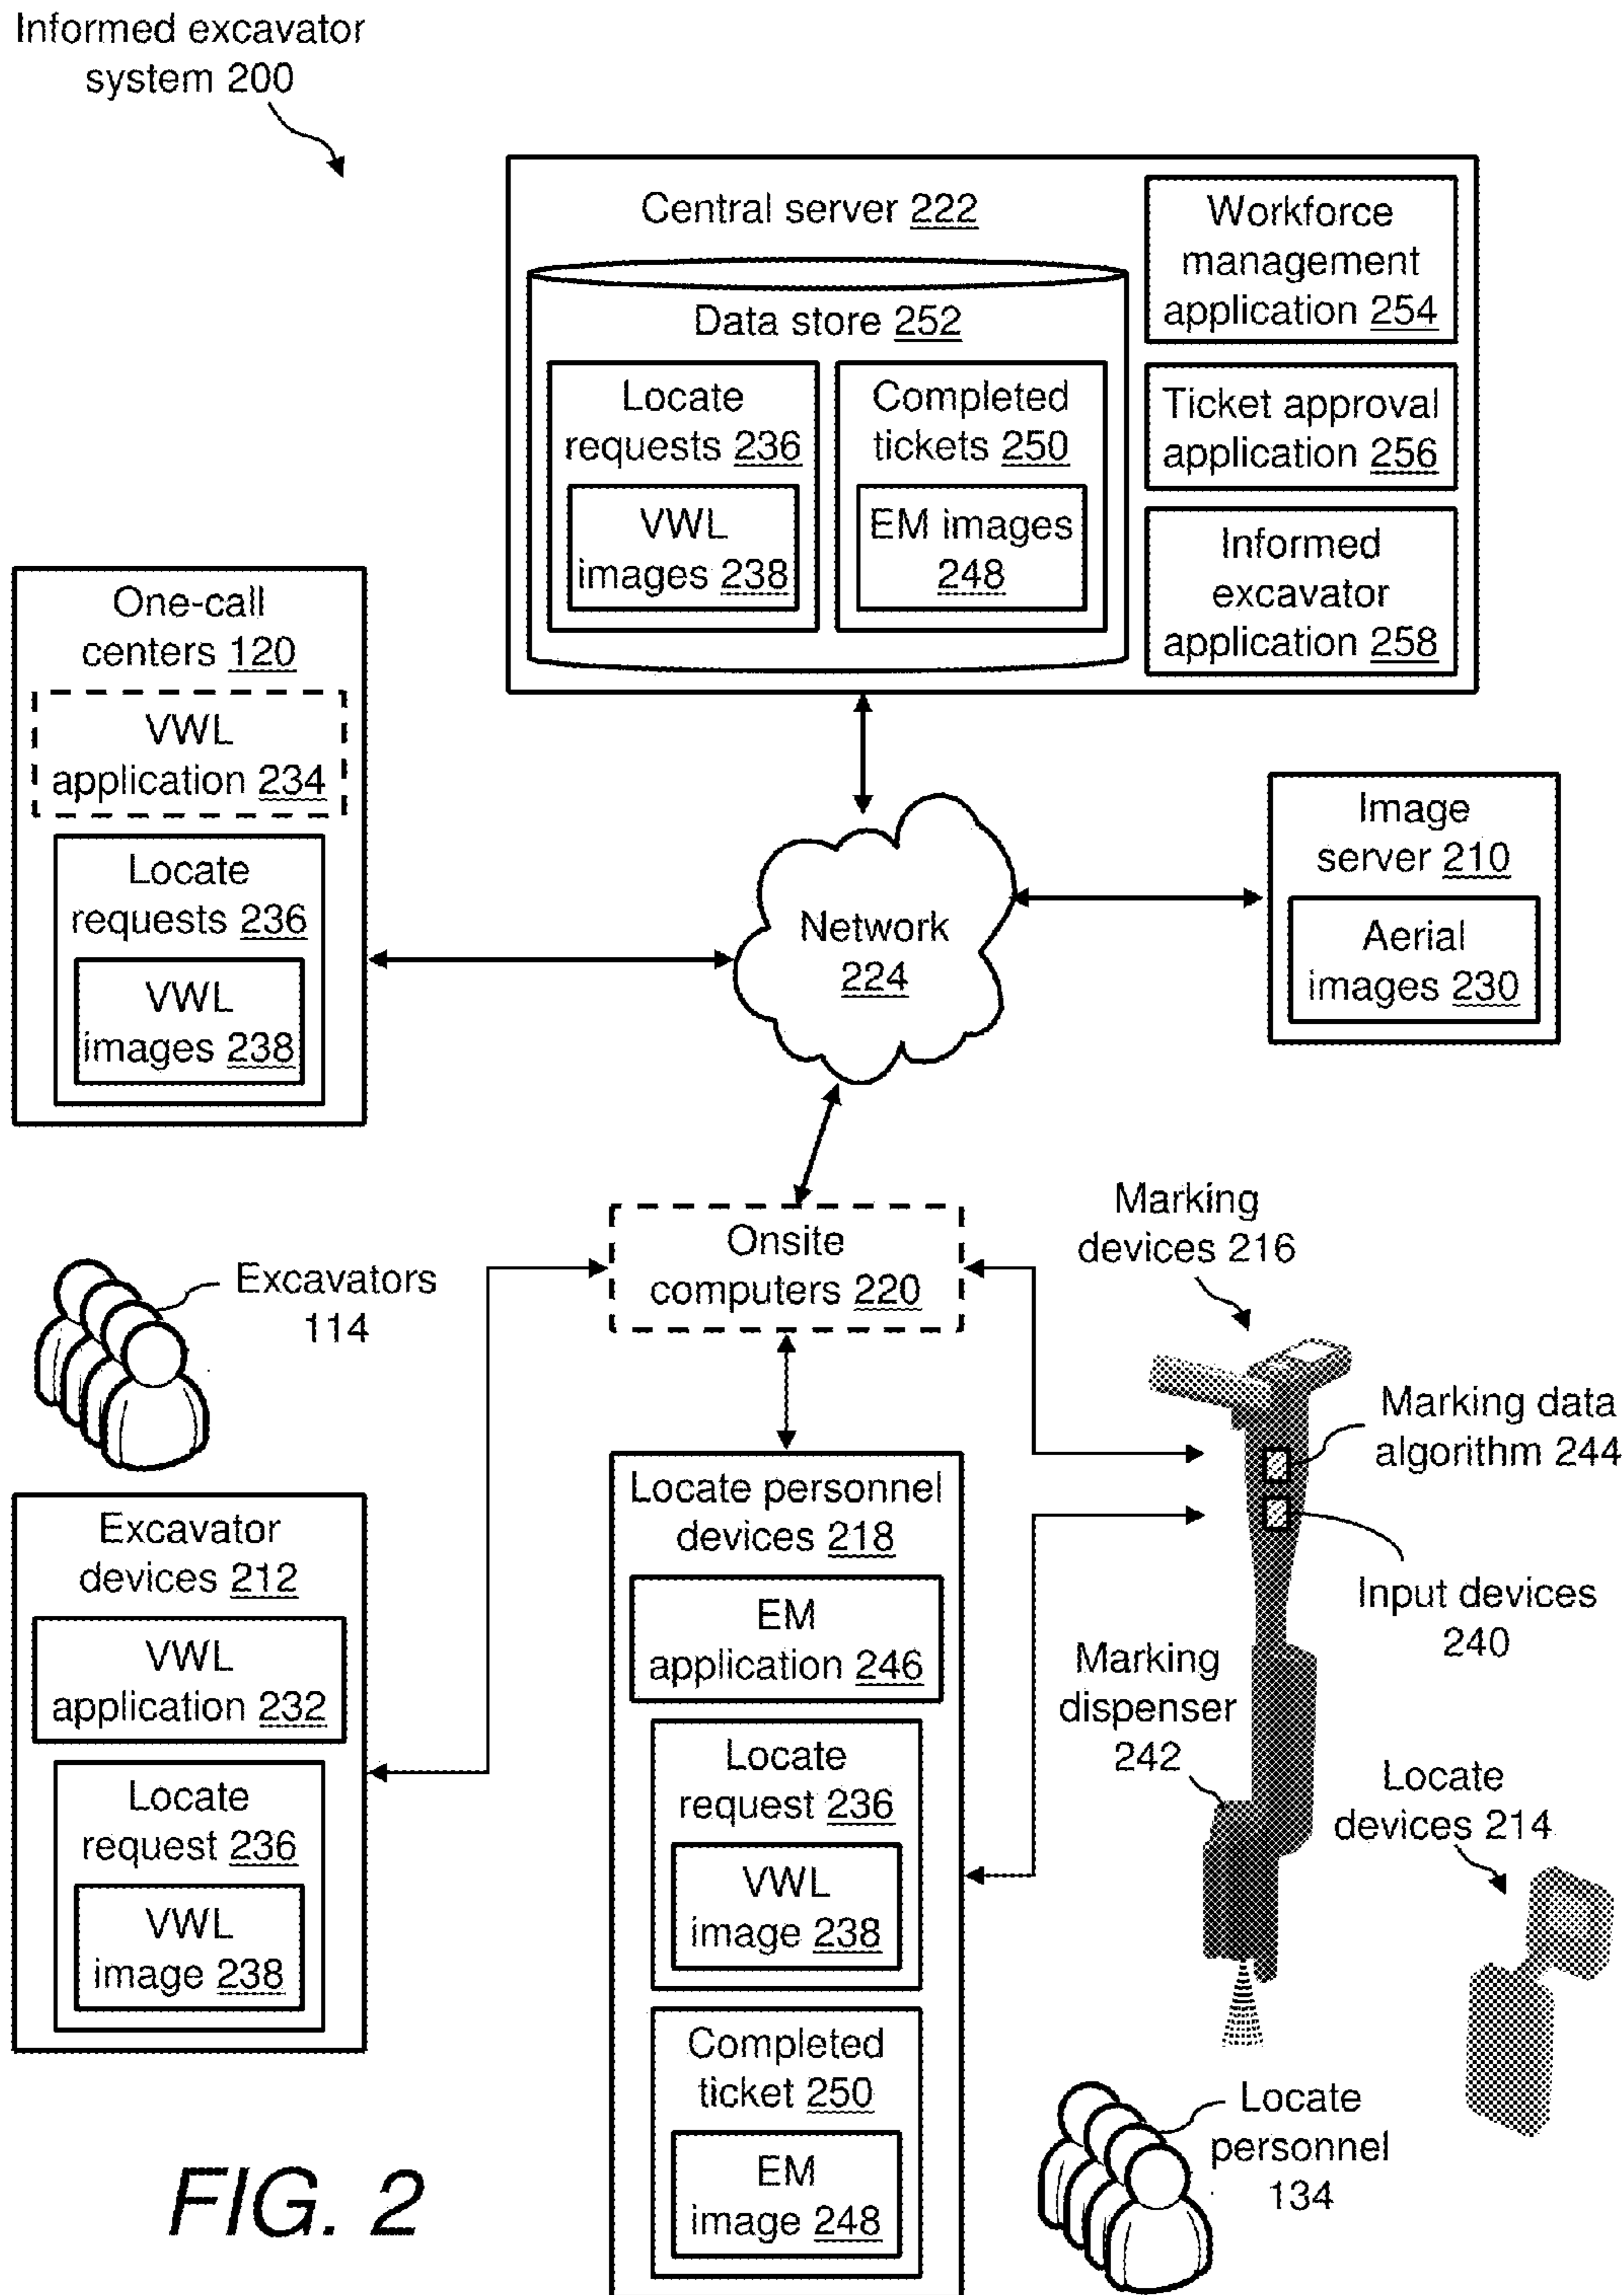 Informed excavator
system 200
Central server 222
Data store 252
Locate
requests 236
VWL
images 238
Completed
tickets 250
EM images
248
Workforce
management
application 254
Ticket approval
application 256
Informed
excavator
application 258
One-call
centers 120
VWL
application 234
Locate
requests 236
VWL
images 238
Network
224
Image
server 210
Aerial
images 230
Onsite
computers 220
Excavators
114
Excavator
devices 212
VWL
application 232
Locate
request 236
VWL
image 238
Locate personnel
devices 218
EM
application 246
Locate
request 236
VWL
image 238
Completed
ticket 250
EM
image 248
Marking
devices 216
Marking data
algorithm 244
Input devices
240
Marking
dispenser
242
Locate
devices 214
Locate
personnel
134
FIG. 2